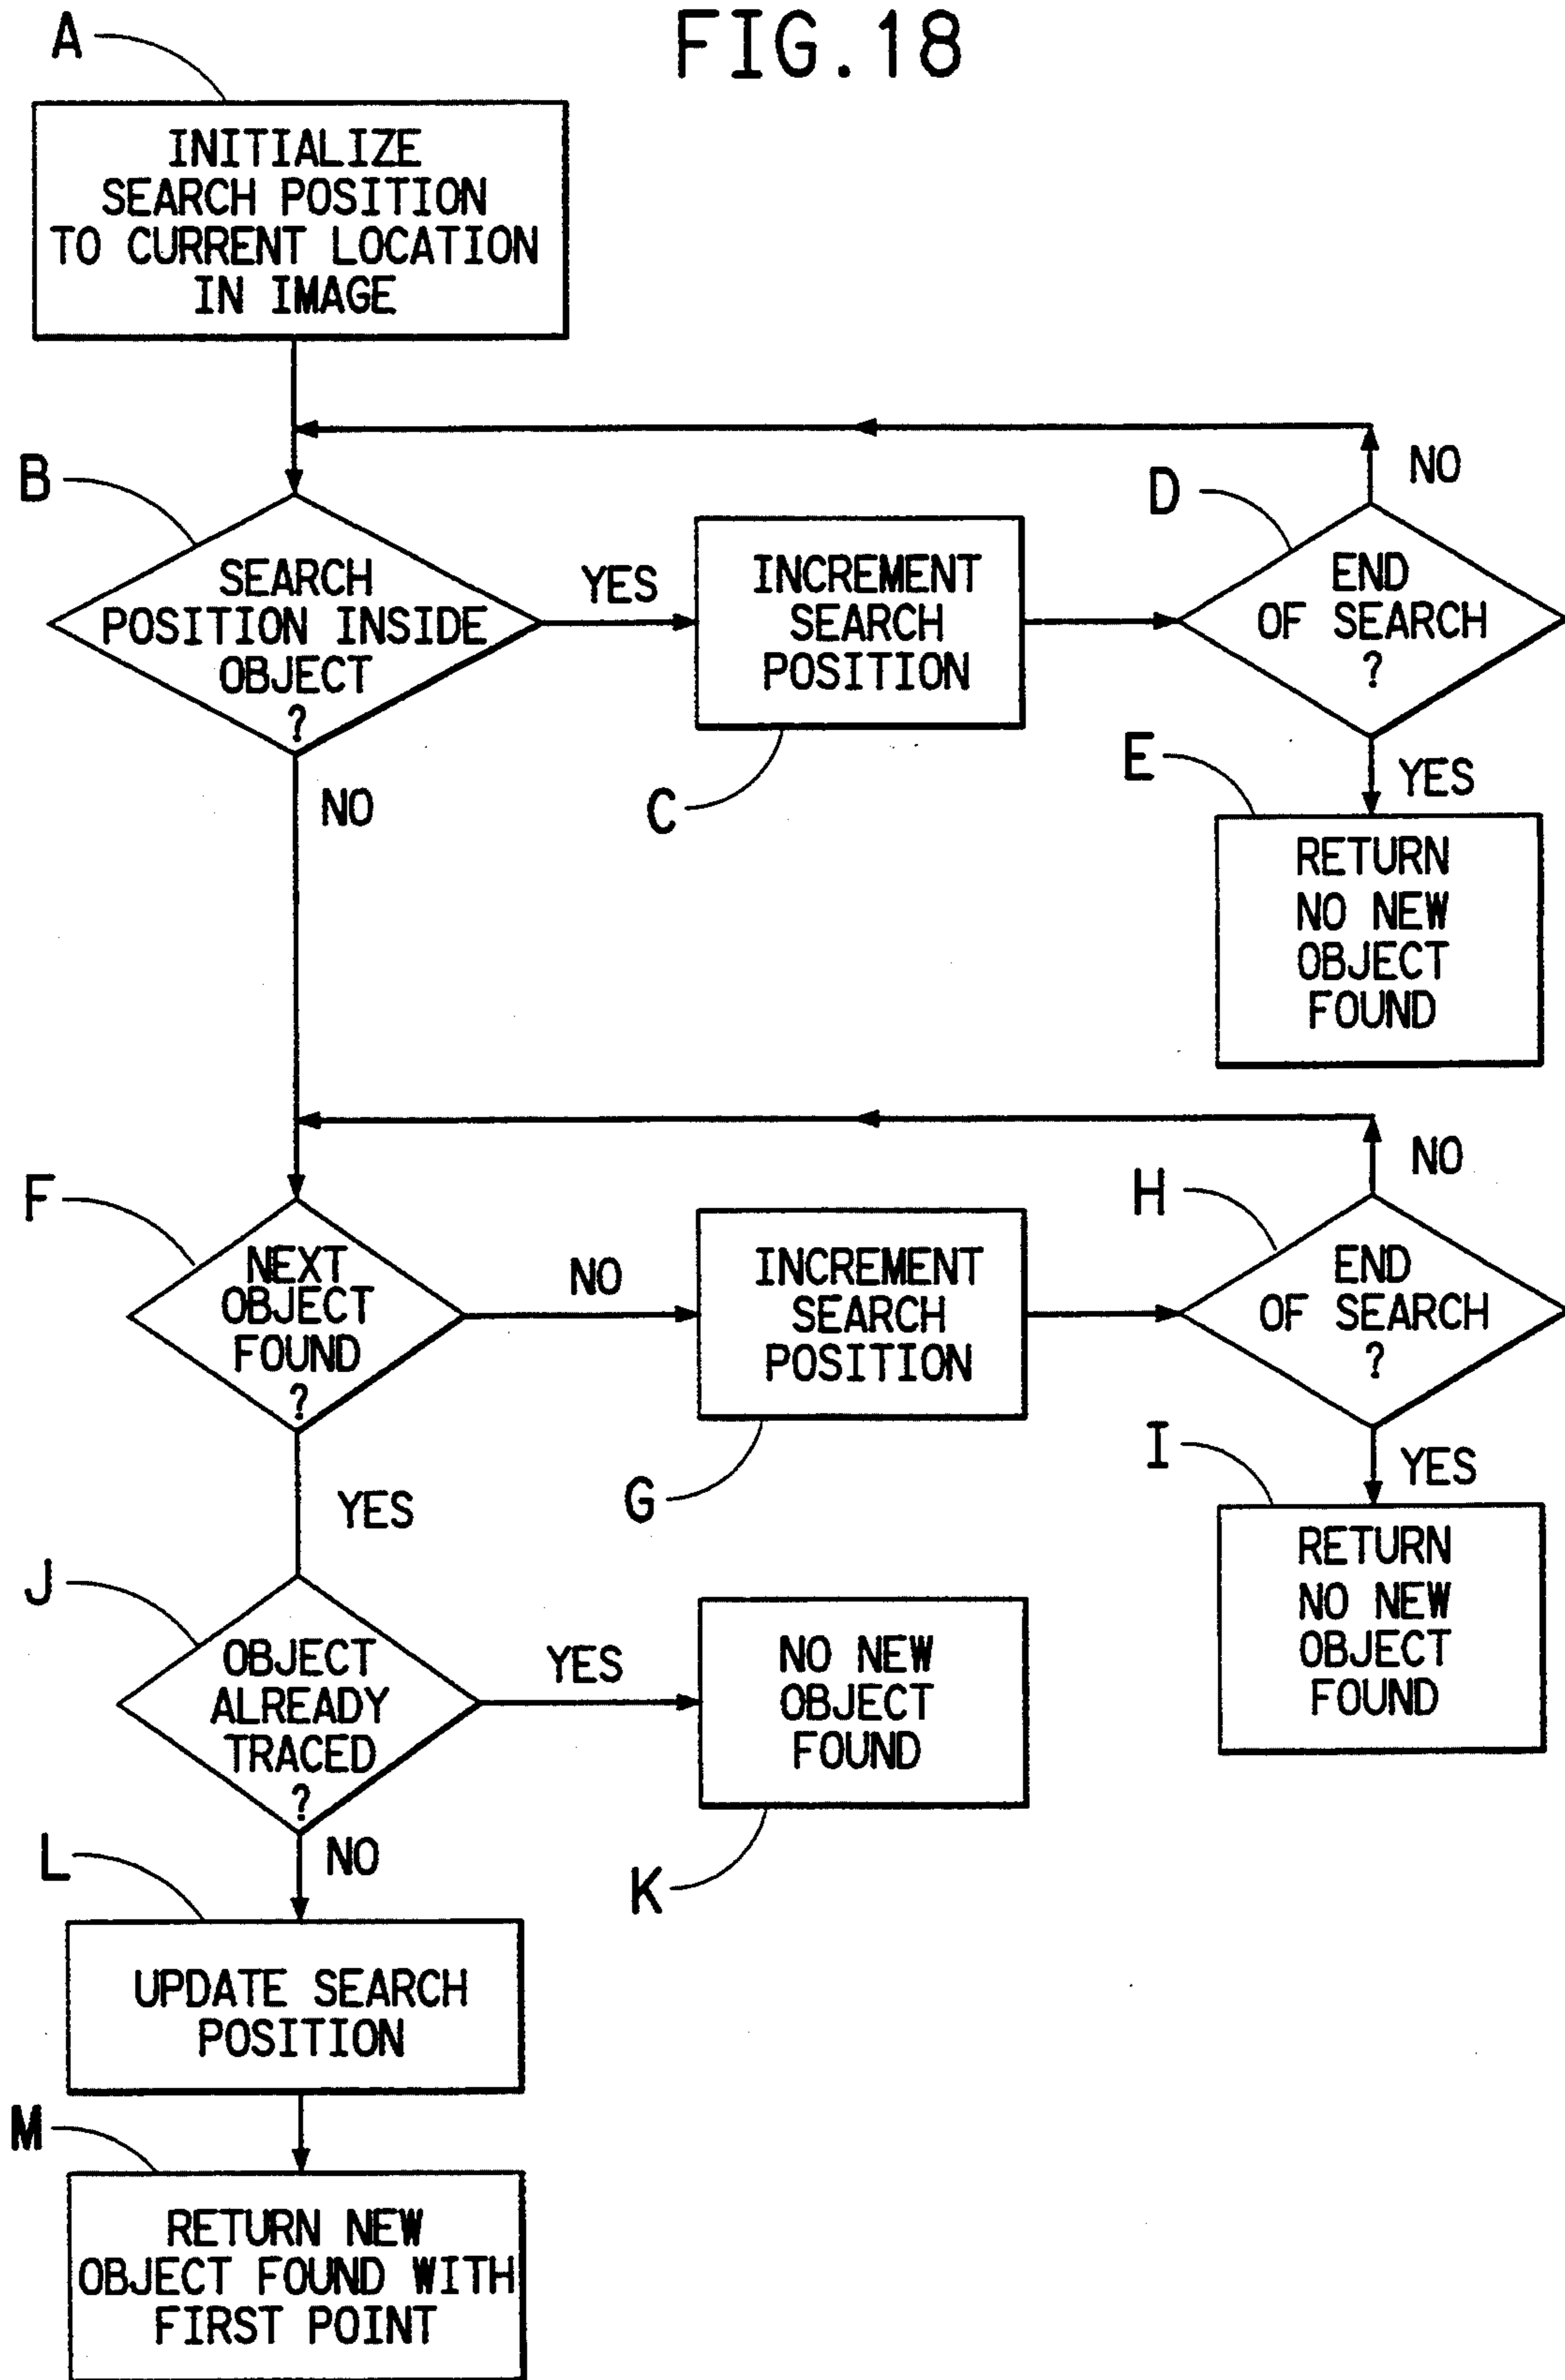 FIG.18
A
INITIALIZE
SEARCH POSITION
TO CURRENT LOCATION
IN IMAGE
B
SEARCH
POSITION INSIDE
OBJECT
?
YES
NO
INCREMENT
SEARCH
POSITION
C
D
END
OF SEARCH
?
NO
YES
E
RETURN
NO NEW
OBJECT
FOUND
F
NEXT
OBJECT
FOUND
?
NO
YES
INCREMENT
SEARCH
POSITION
G
H
END
OF SEARCH
?
NO
YES
I
RETURN
NO NEW
OBJECT
FOUND
J
OBJECT
ALREADY
TRACED
?
YES
NO
NO NEW
OBJECT
FOUND
K
L
UPDATE SEARCH
POSITION
M
RETURN NEW
OBJECT FOUND WITH
FIRST POINT